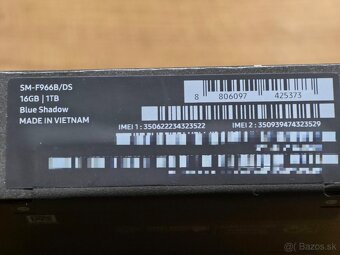 SM-F966B/DS
16GB | 1TB
Blue Shadow
MADE IN VIETNAM
8 806097 425373
IMEI 1 : 350622234323522
IMEI 2 : 350939474323529
© Bazos.sk